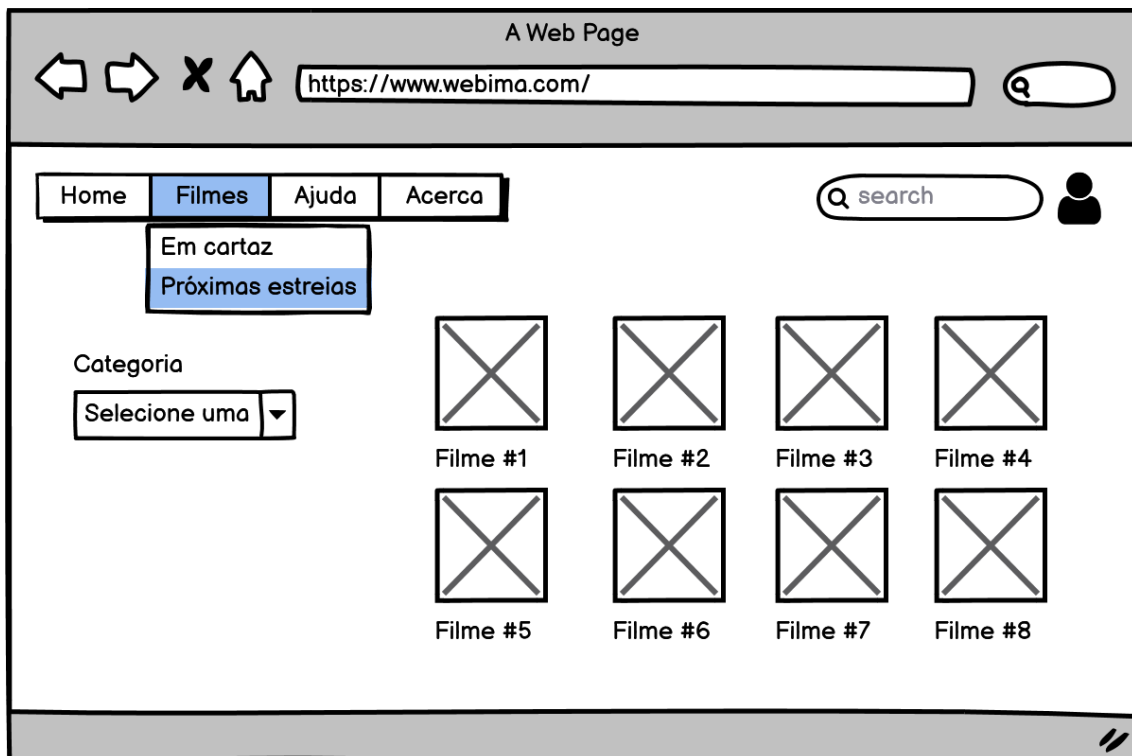 A Web Page
https://www.webima.com/
Home Filmes Ajuda Acerca
search
Em cartaz
Próximas estreias
Categoria
Selecione uma
Filme #1 Filme #2 Filme #3 Filme #4
Filme #5 Filme #6 Filme #7 Filme #8